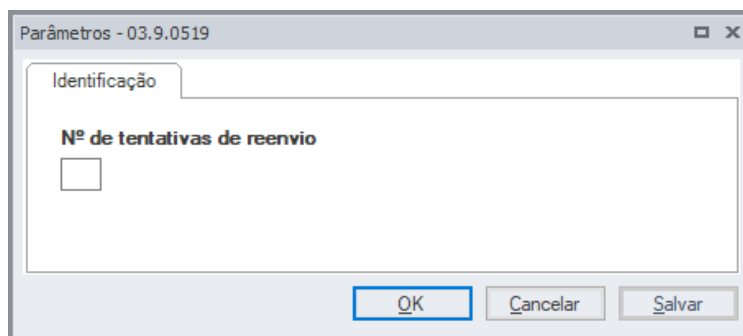 Parâmetros - 03.9.0519
Identificação
Nº de tentativas de reenvio
OK Cancelar Salvar